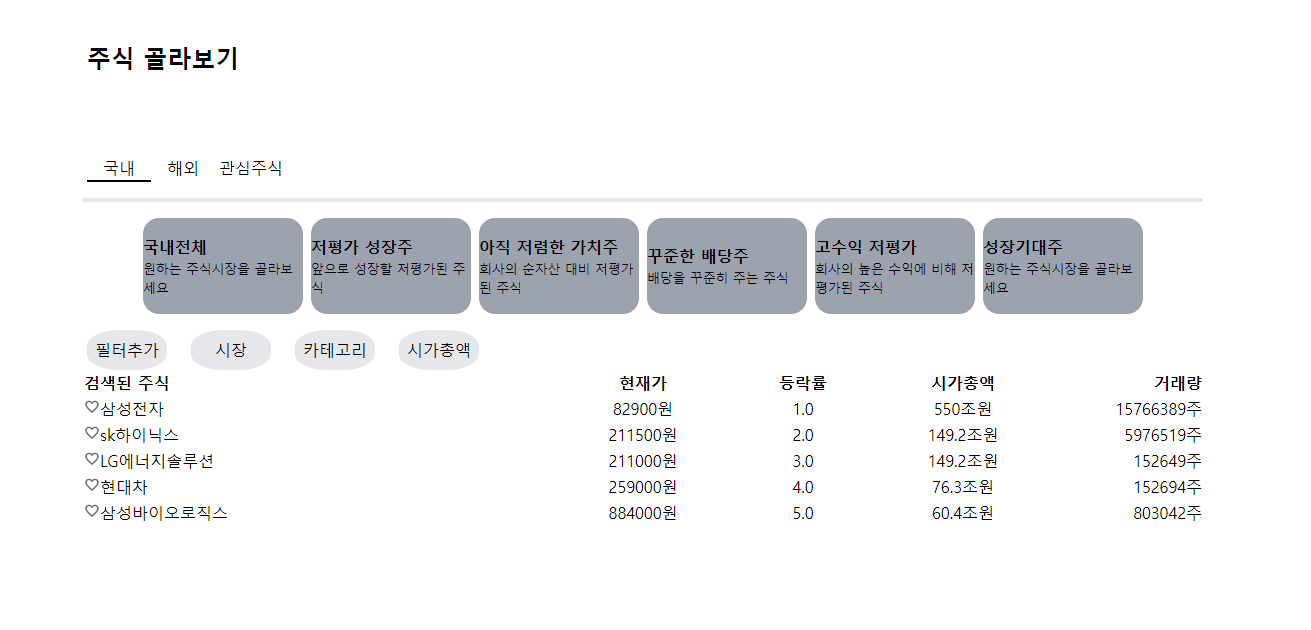 주식 골라보기
국내 해외 관심주식
국내전체
원하는 주식시장을 골라보
세요
저평가 성장주
앞으로 성장할 저평가된 주
식
아직 저렴한 가치주
회사의 순자산 대비 저평가
된 주식
꾸준한 배당주
배당을 꾸준히 주는 주식
고수익 저평가
회사의 높은 수익에 비해 저
평가된 주식
성장기대주
원하는 주식시장을 골라보
세요
필터추가 시장 카테고리 시가총액
검색된 주식 현재가 등락률 시가총액 거래량
삼성전자 82900원 1.0 550조원 15766389주
sk하이닉스 211500원 2.0 149.2조원 5976519주
LG에너지솔루션 211000원 3.0 149.2조원 152649주
현대차 259000원 4.0 76.3조원 152694주
삼성바이오로직스 884000원 5.0 60.4조원 803042주